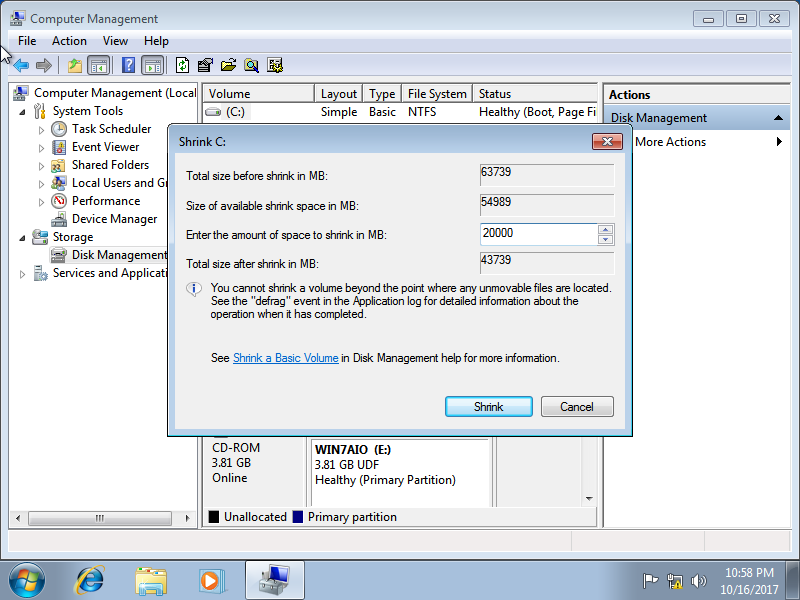 Computer Management
File Action View Help
Computer Management (Local
System Tools
Task Scheduler
Event Viewer
Shared Folders
Local Users and Gr
Performance
Device Manager
Storage
Disk Management
Services and Applicati
Volume Layout Type File System Status
(C:) Simple Basic NTFS Healthy (Boot, Page Fi
Actions
Disk Management
More Actions
Shrink C:
Total size before shrink in MB: 63739
Size of available shrink space in MB: 54989
Enter the amount of space to shrink in MB: 20000
Total size after shrink in MB: 43739
You cannot shrink a volume beyond the point where any unmovable files are located.
See the "defrag" event in the Application log for detailed information about the
operation when it has completed.
See Shrink a Basic Volume in Disk Management help for more information.
Shrink Cancel
CD-ROM
3.81 GB
Online
WIN7AIO (E:)
3.81 GB UDF
Healthy (Primary Partition)
Unallocated Primary partition
10:58 PM
10/16/2017